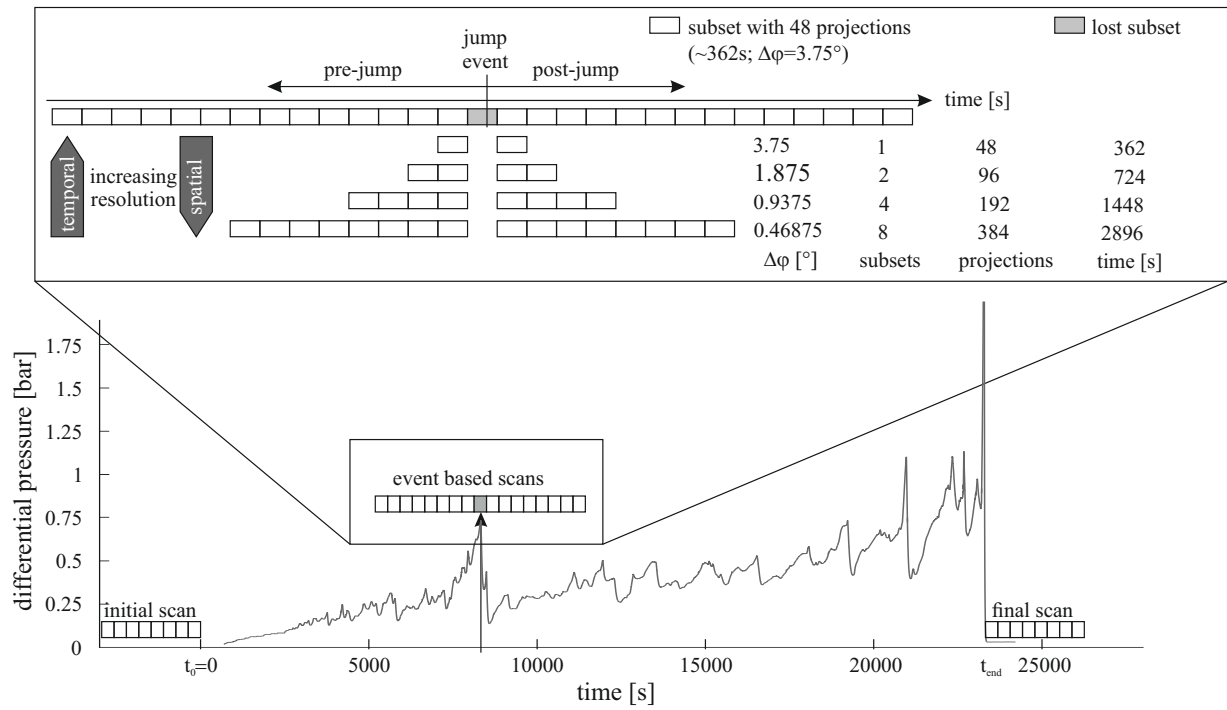 subset with 48 projections
(~362s; Δφ=3.75°)
lost subset
jump
event
pre-jump
post-jump
time [s]
temporal
increasing
resolution
spatial
3.75 1 48 362
1.875 2 96 724
0.9375 4 192 1448
0.46875 8 384 2896
Δφ [°] subsets projections time [s]
differential pressure [bar]
1.75
1.5
1.25
1
0.75
0.5
0.25
0
event based scans
initial scan
final scan
t₀=0 5000 10000 15000 20000 tend 25000
time [s]